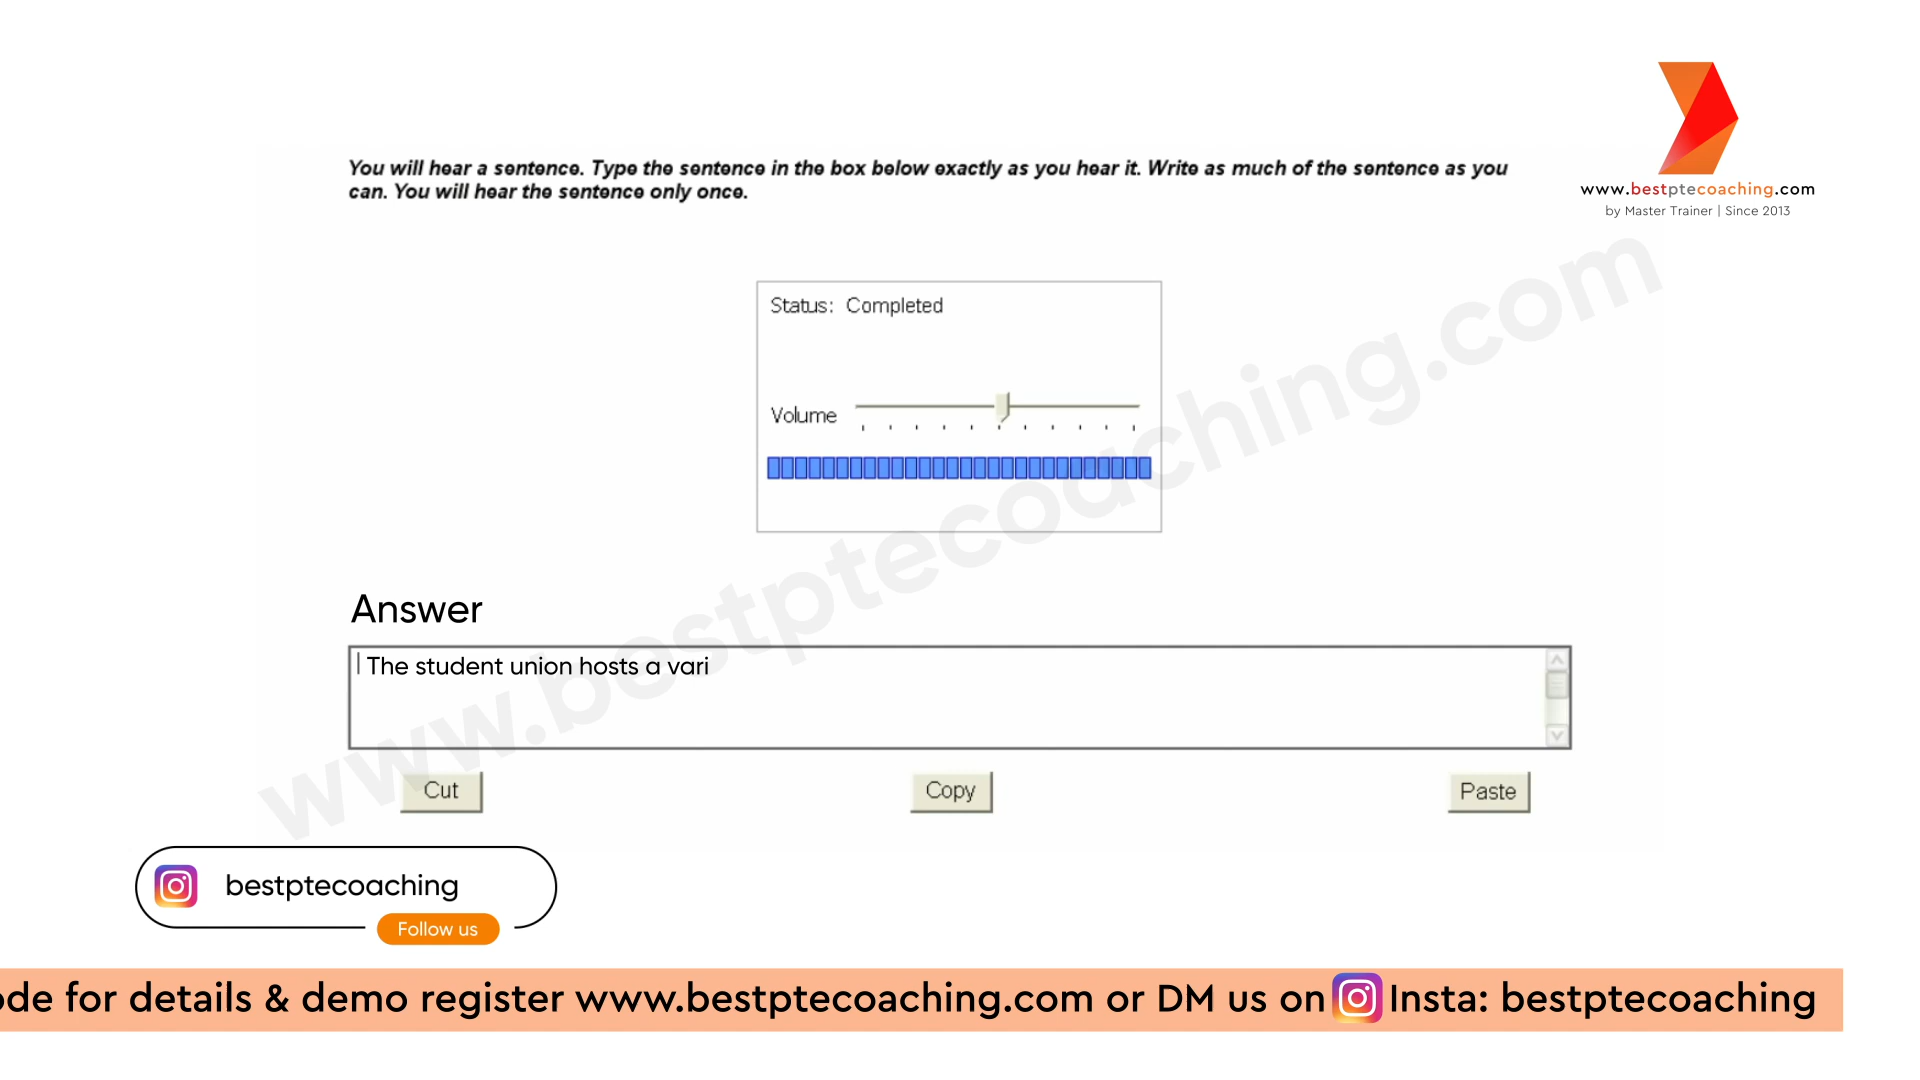 You will hear a sentence. Type the sentence in the box below exactly as you hear it. Write as much of the sentence as you
can. You will hear the sentence only once.
www.bestptecoaching.com
by Master Trainer | Since 2013
Status: Completed
Volume
www.bestptecoaching.com
Answer
The student union hosts a vari
Cut
Copy
Paste
bestptecoaching
Follow us
for details & demo register www.bestptecoaching.com or DM us on Insta: bestptecoaching